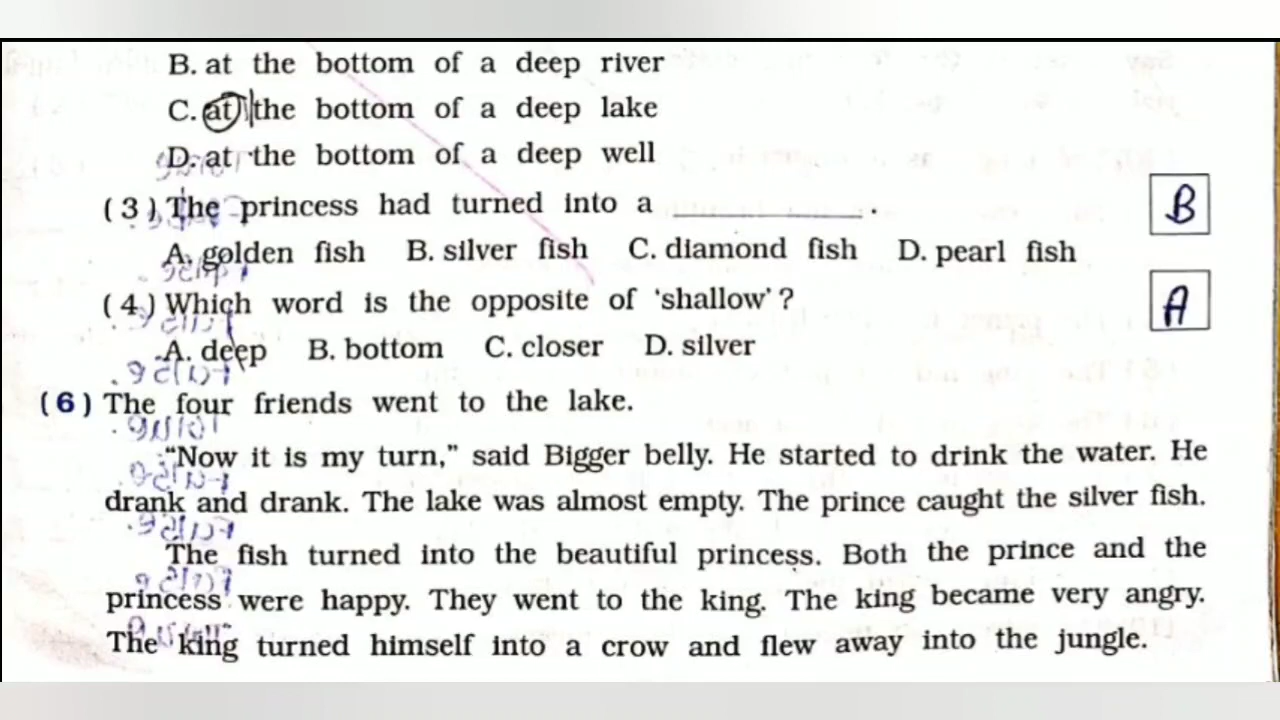 B. at the bottom of a deep river
C. at the bottom of a deep lake
D. at the bottom of a deep well
(3) The princess had turned into a ____________. B
A. golden fish B. silver fish C. diamond fish D. pearl fish
(4) Which word is the opposite of ‘shallow’? A
A. deep B. bottom C. closer D. silver
(6) The four friends went to the lake.
“Now it is my turn,” said Bigger belly. He started to drink the water. He
drank and drank. The lake was almost empty. The prince caught the silver fish.
The fish turned into the beautiful princess. Both the prince and the
princess were happy. They went to the king. The king became very angry.
The king turned himself into a crow and flew away into the jungle.